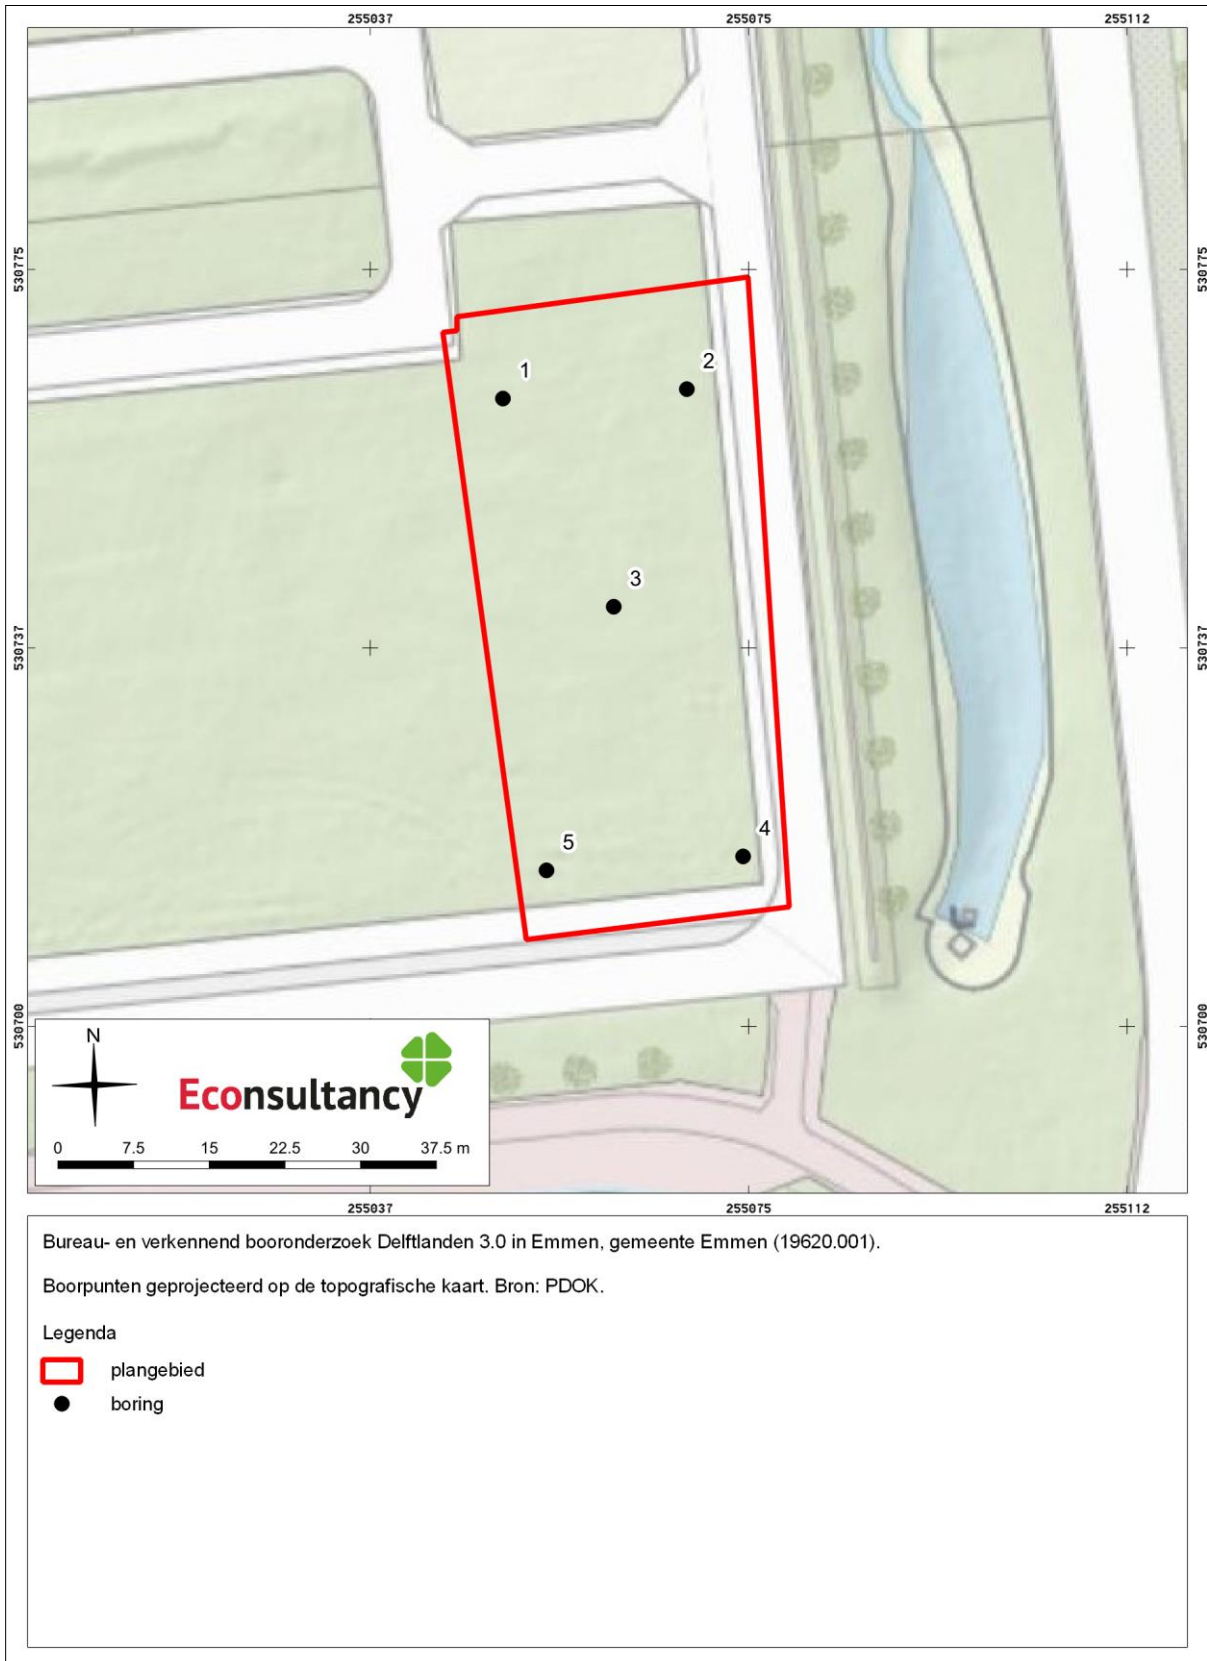 255037 255075 255112
530775 530775
1
2
3
530737 530737
4
5
530700 530700
N
Econsultancy
0 7.5 15 22.5 30 37.5 m
255037 255075 255112
Bureau- en verkennend booronderzoek Delftlanden 3.0 in Emmen, gemeente Emmen (19620.001).
Boorpunten geprojecteerd op de topografische kaart. Bron: PDOK.
Legenda
plangebied
boring